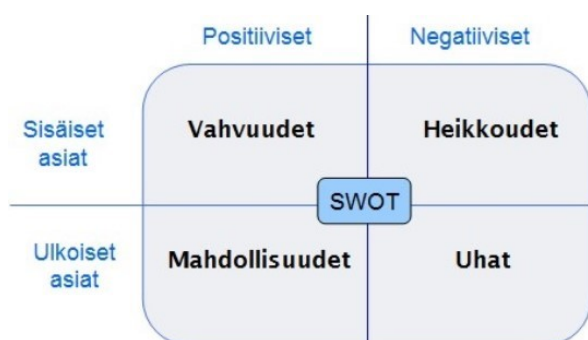 Positiiviset Negatiiviset
Sisäiset
asiat
Vahvuudet Heikkoudet
SWOT
Ulkoiset
asiat
Mahdollisuudet Uhat